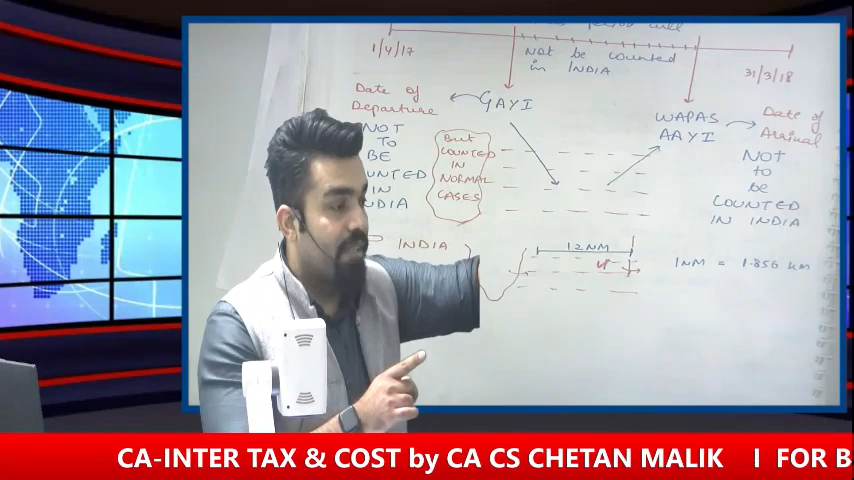 period will
1/4/17
NOT be counted
in INDIA
31/3/18
Date of
Departure
GAYI
WAPAS
AAYI
Date of
Arrival
NOT
TO
BE
COUNTED
IN
INDIA
But
COUNTED
IN
NORMAL
CASES
NOT
to
be
COUNTED
IN INDIA
INDIA
12NM
1NM = 1.856 km
CA-INTER TAX & COST by CA CS CHETAN MALIK I FOR B